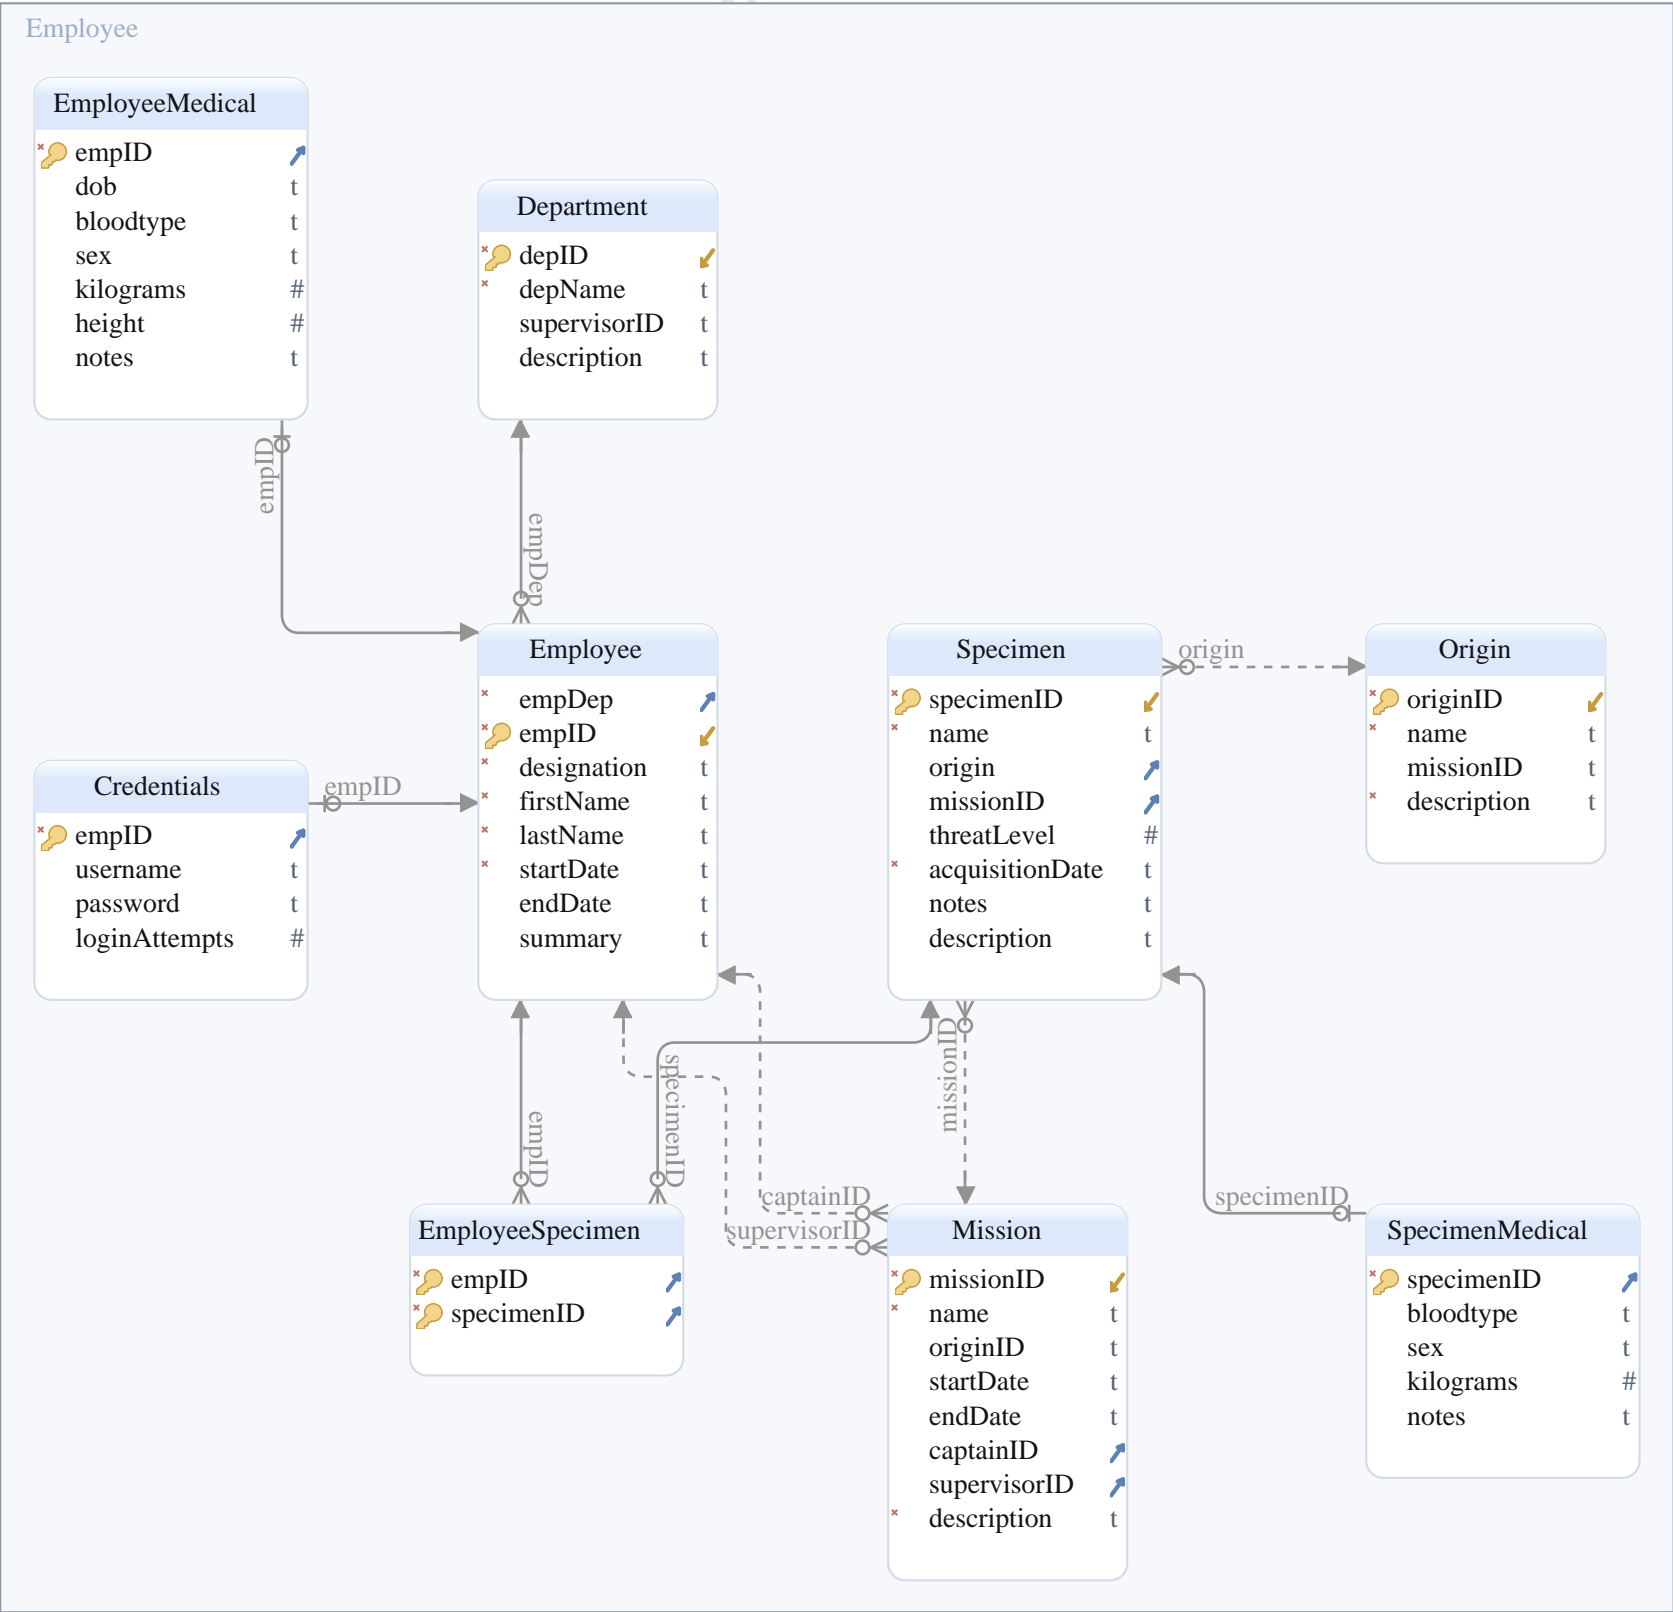 Employee
EmployeeMedical
empID
dob t
bloodtype t
sex t
kilograms #
height #
notes t
Department
depID
depName t
supervisorID t
description t
empID
empDep
Employee
empDep
empID
designation t
firstName t
lastName t
startDate t
endDate t
summary t
Specimen
specimenID
name t
origin
missionID
threatLevel #
acquisitionDate t
notes t
description t
origin
Origin
originID
name t
missionID t
description t
Credentials
empID
username t
password t
loginAttempts #
empID
empID
specimenID
missionID
captainID
supervisorID
specimenID
EmployeeSpecimen
empID
specimenID
Mission
missionID
name t
originID t
startDate t
endDate t
captainID
supervisorID
description t
SpecimenMedical
specimenID
bloodtype t
sex t
kilograms #
notes t